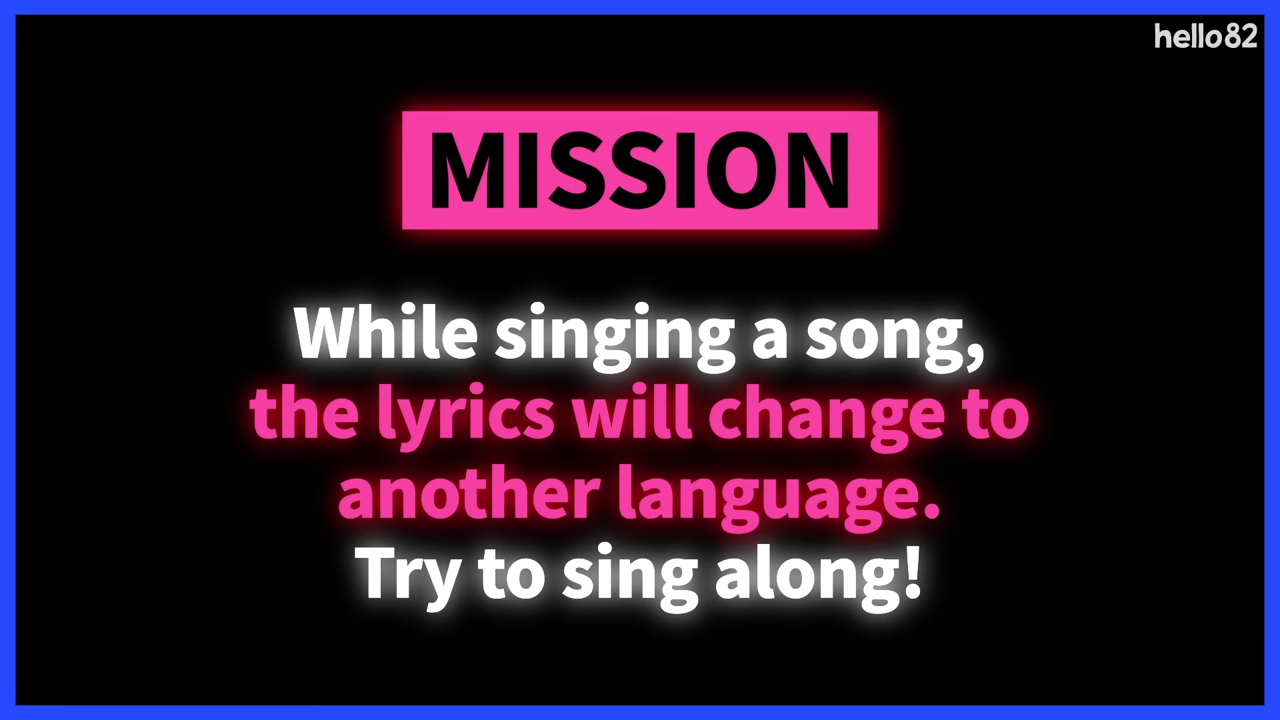 hello82
MISSION
While singing a song,
the lyrics will change to
another language.
Try to sing along!